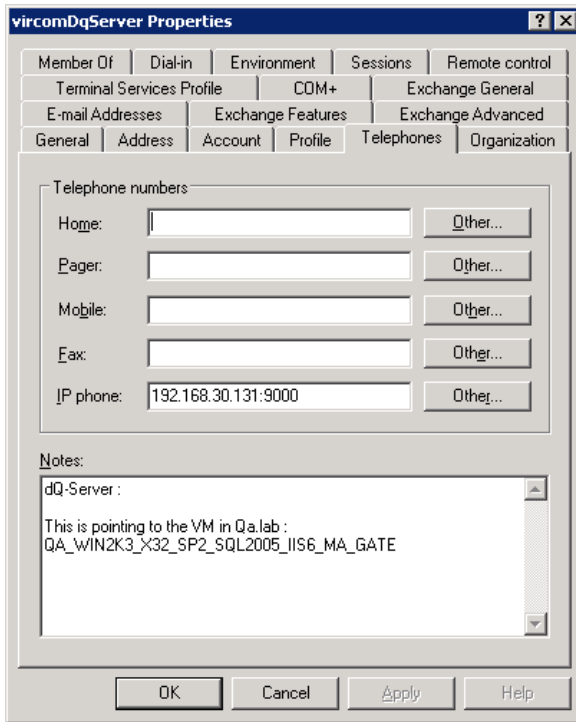 vircomDqServer Properties
Member Of Dial-in Environment Sessions Remote control
Terminal Services Profile COM+ Exchange General
E-mail Addresses Exchange Features Exchange Advanced
General Address Account Profile Telephones Organization
Telephone numbers
Home: Other...
Pager: Other...
Mobile: Other...
Fax: Other...
IP phone: 192.168.30.131:9000 Other...
Notes:
dQ-Server :
This is pointing to the VM in Qa.lab :
QA_WIN2K3_X32_SP2_SQL2005_IIS6_MA_GATE
OK Cancel Apply Help